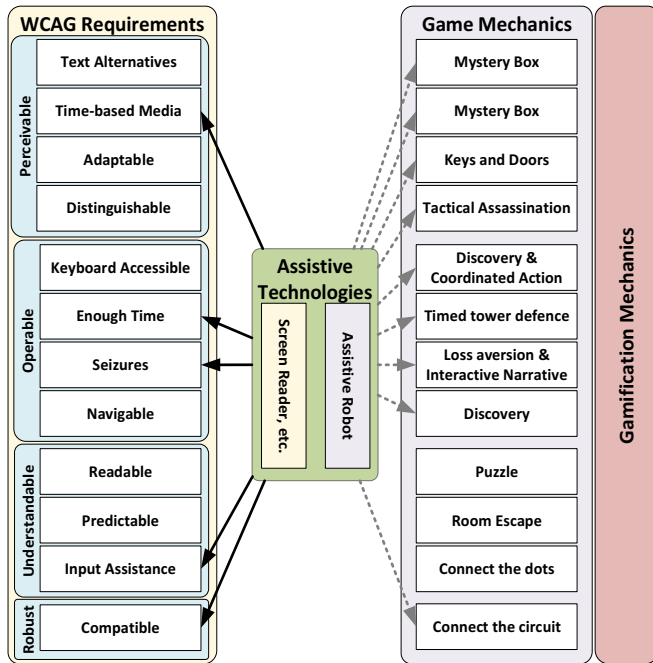 WCAG Requirements
Perceivable
Text Alternatives
Time-based Media
Adaptable
Distinguishable
Operable
Keyboard Accessible
Enough Time
Seizures
Navigable
Understandable
Readable
Predictable
Input Assistance
Robust
Compatible
Assistive
Technologies
Screen Reader,
etc.
Assistive Robot
Game Mechanics
Mystery Box
Mystery Box
Keys and Doors
Tactical Assassination
Discovery &
Coordinated Action
Timed tower defence
Loss aversion &
Interactive Narrative
Discovery
Puzzle
Room Escape
Connect the dots
Connect the circuit
Gamification Mechanics